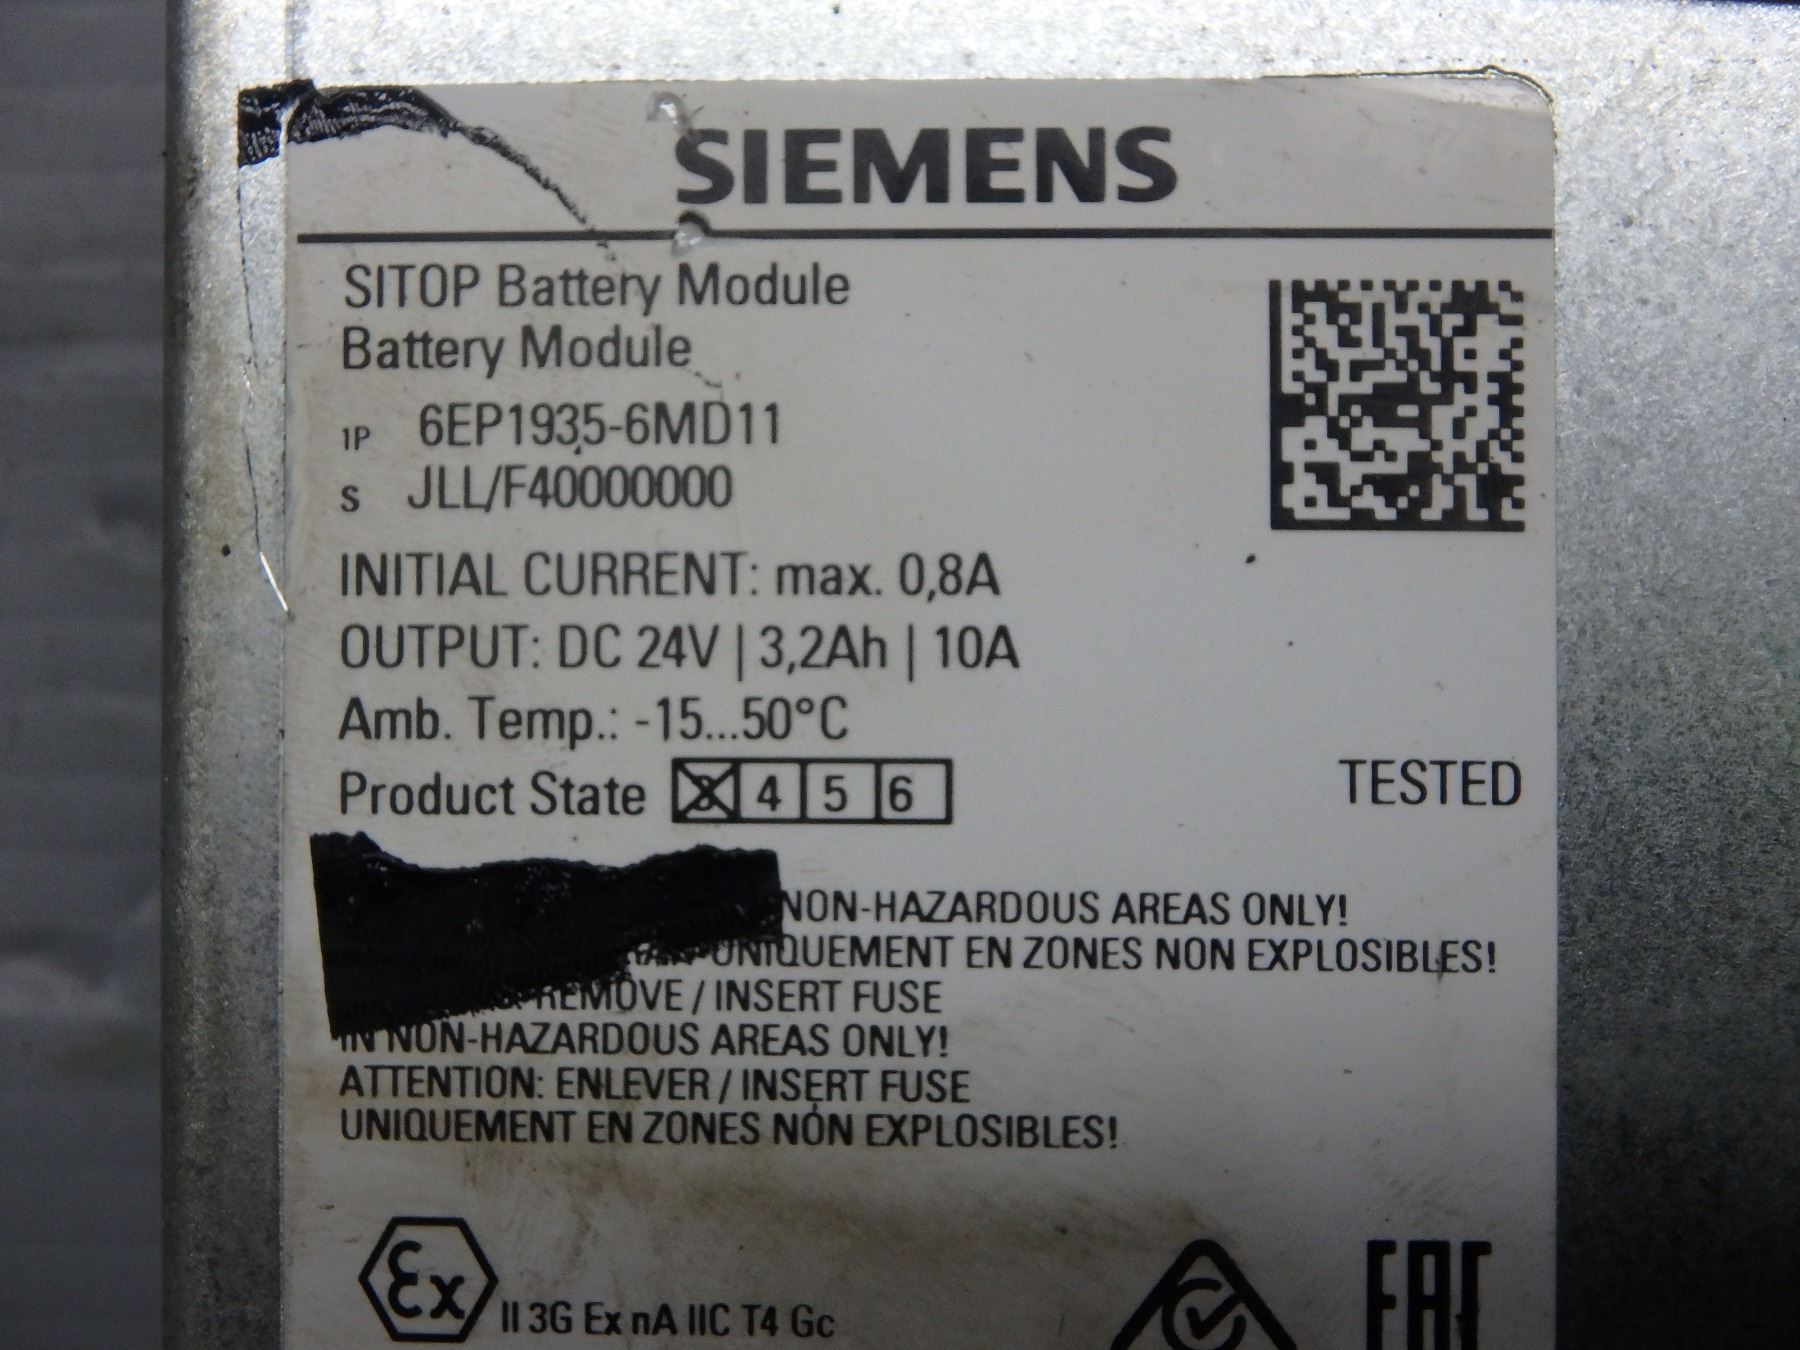 SIEMENS
SITOP Battery Module
Battery Module
1P 6EP1935-6MD11
S JLL/F40000000
INITIAL CURRENT: max. 0,8A
OUTPUT: DC 24V | 3,2Ah | 10A
Amb. Temp.: -15...50°C
Product State 3 4 5 6
TESTED
NON-HAZARDOUS AREAS ONLY!
UNIQUEMENT EN ZONES NON EXPLOSIBLES!
REMOVE / INSERT FUSE
IN NON-HAZARDOUS AREAS ONLY!
ATTENTION: ENLEVER / INSERT FUSE
UNIQUEMENT EN ZONES NON EXPLOSIBLES!
Ex II 3G Ex nA IIC T4 Gc
EAC